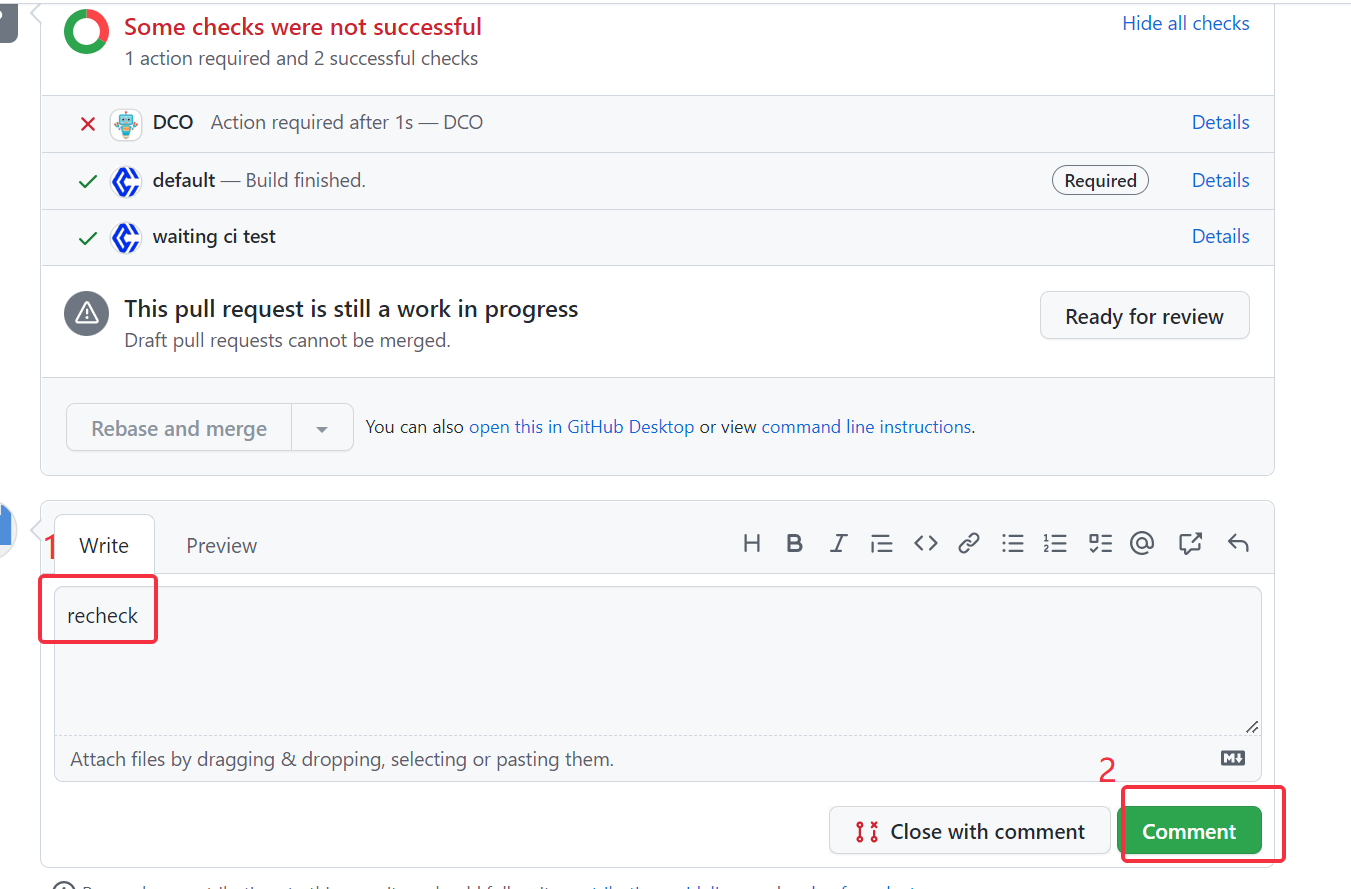 Some checks were not successful
Hide all checks
1 action required and 2 successful checks
DCO Action required after 1s — DCO
Details
default — Build finished.
Required
Details
waiting ci test
Details
This pull request is still a work in progress
Draft pull requests cannot be merged.
Ready for review
Rebase and merge
You can also open this in GitHub Desktop or view command line instructions.
1
Write
Preview
recheck
Attach files by dragging & dropping, selecting or pasting them.
2
Close with comment
Comment